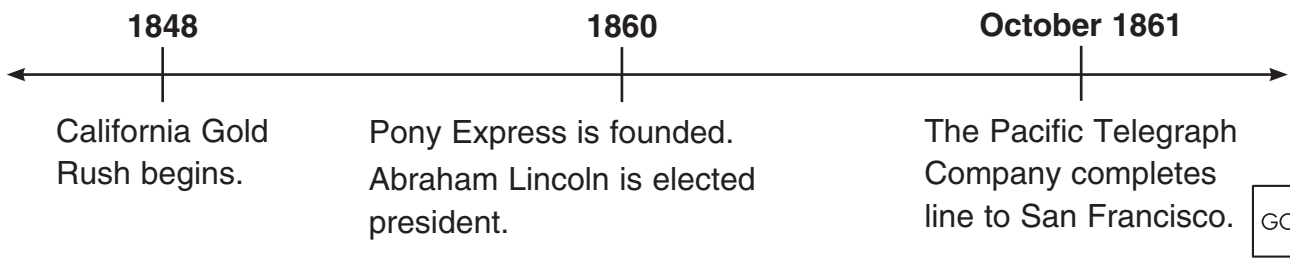 1848 1860 October 1861
California Gold
Rush begins.
Pony Express is founded.
Abraham Lincoln is elected
president.
The Pacific Telegraph
Company completes
line to San Francisco.